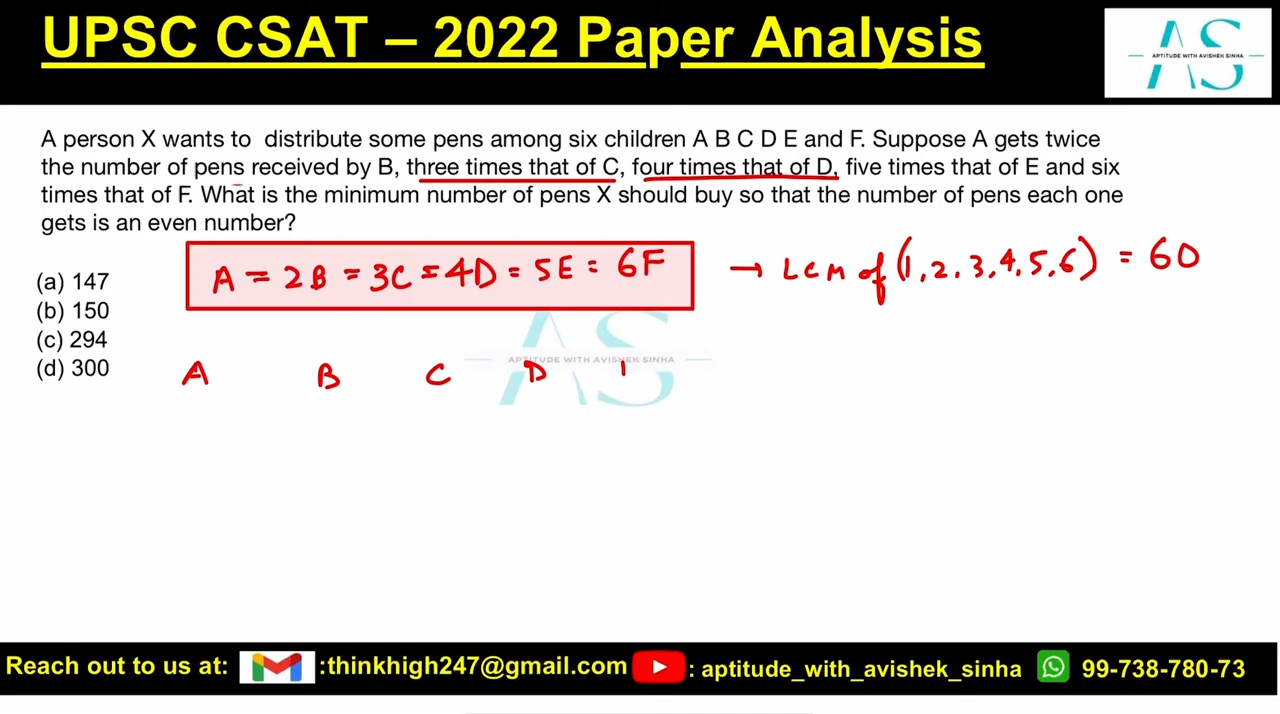 UPSC CSAT – 2022 Paper Analysis
AS
APTITUDE WITH AVISHEK SINHA
A person X wants to distribute some pens among six children A B C D E and F. Suppose A gets twice
the number of pens received by B, three times that of C, four times that of D, five times that of E and six
times that of F. What is the minimum number of pens X should buy so that the number of pens each one
gets is an even number?
A = 2B = 3C = 4D = 5E = 6F → LCM of (1,2,3,4,5,6) = 60
(a) 147
(b) 150
(c) 294
(d) 300
AS
APTITUDE WITH AVISHEK SINHA
A B C D
Reach out to us at: :thinkhigh247@gmail.com : aptitude_with_avishek_sinha 99-738-780-73